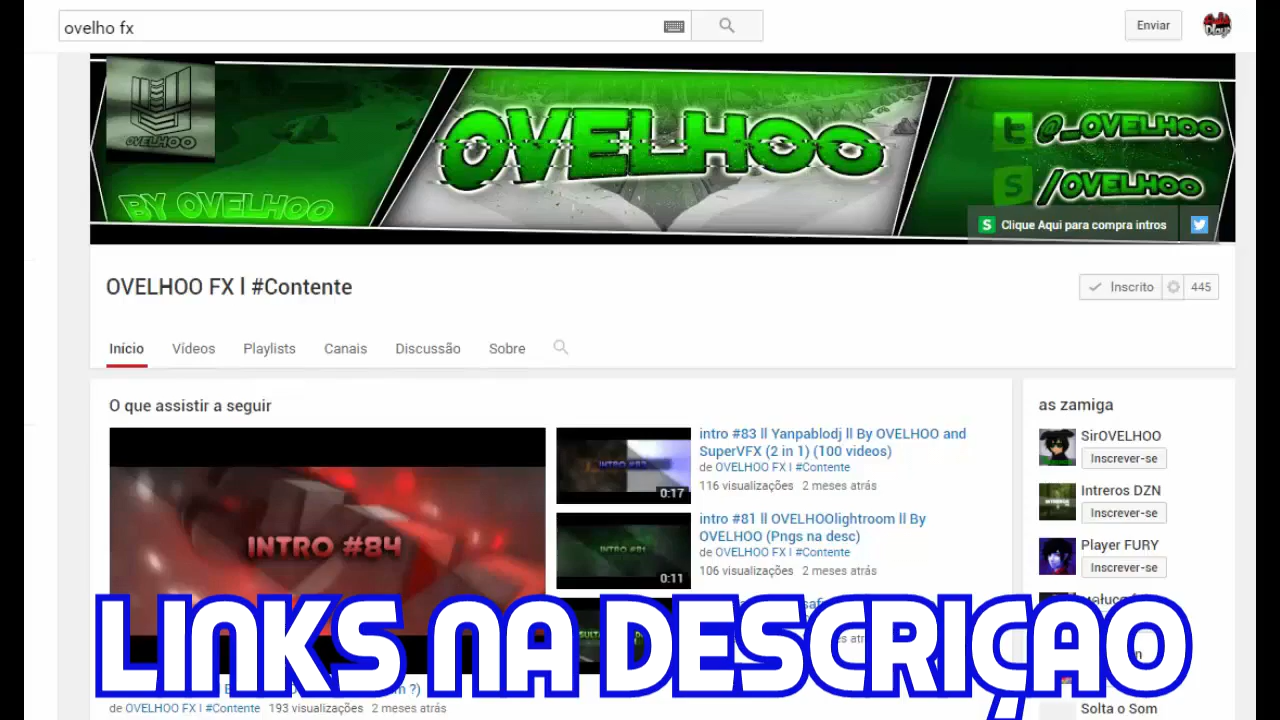 ovelho fx
Enviar
OVELHOO
BY OVELHOO
OVELHOO
@_OVELHOO
/OVELHOO
Clique Aqui para compra intros
OVELHOO FX l #Contente
Inscrito
445
Início
Vídeos
Playlists
Canais
Discussão
Sobre
O que assistir a seguir
INTRO #84
de OVELHOO FX l #Contente 193 visualizações 2 meses atrás
0:17
intro #83 ll Yanpablodj ll By OVELHOO and
SuperVFX (2 in 1) (100 videos)
de OVELHOO FX l #Contente
116 visualizações 2 meses atrás
INTRO #81
0:11
intro #81 ll OVELHOOlightroom ll By
OVELHOO (Pngs na desc)
de OVELHOO FX l #Contente
106 visualizações 2 meses atrás
as zamiga
SirOVELHOO
Inscrever-se
Intreros DZN
Inscrever-se
Player FURY
Inscrever-se
Solta o Som
LINKS NA DESCRIÇAO